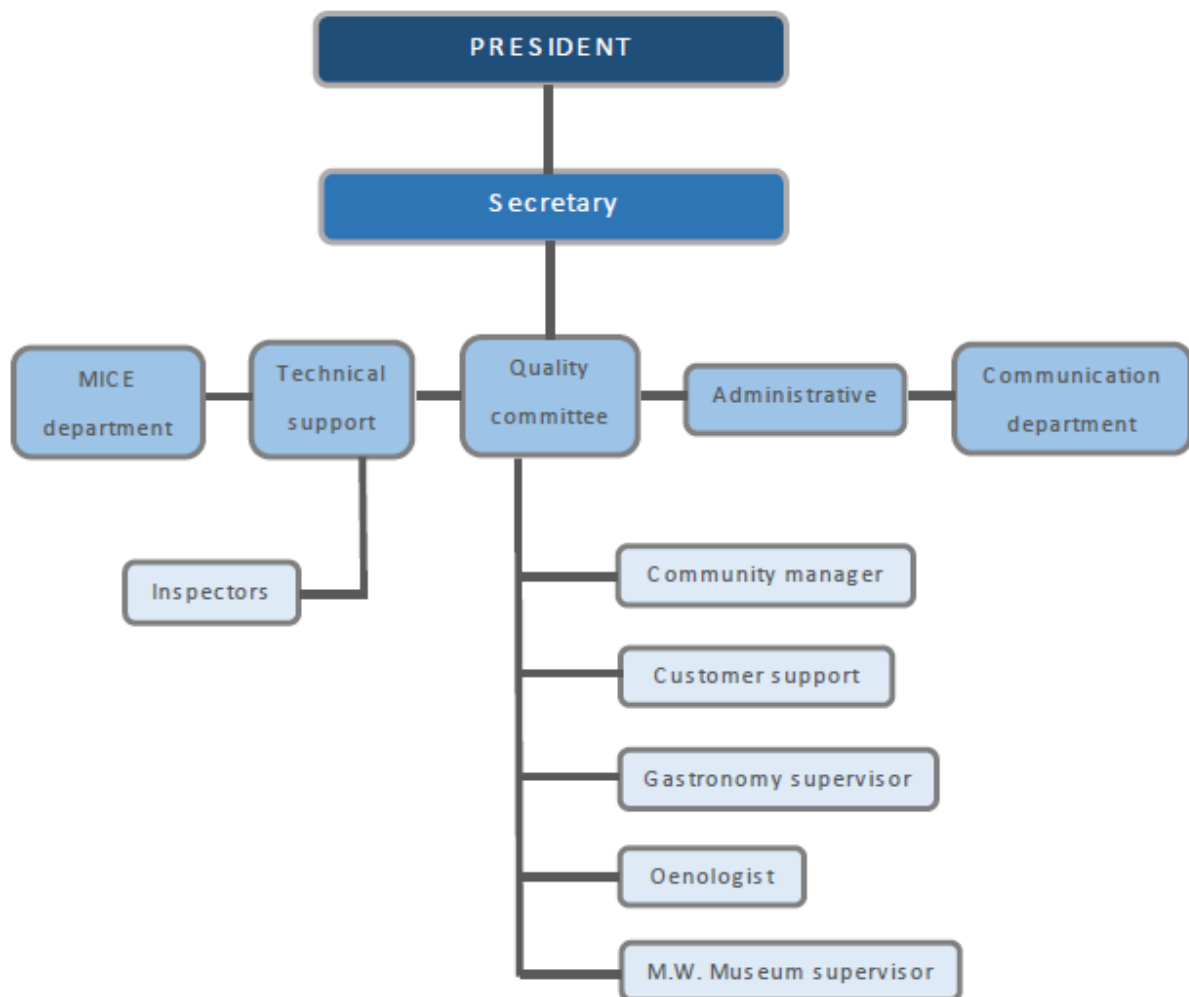 PRESIDENT
Secretary
MICE
department
Technical
support
Quality
committee
Administrative
Communication
department
Inspectors
Community manager
Customer support
Gastronomy supervisor
Oenologist
M.W. Museum supervisor